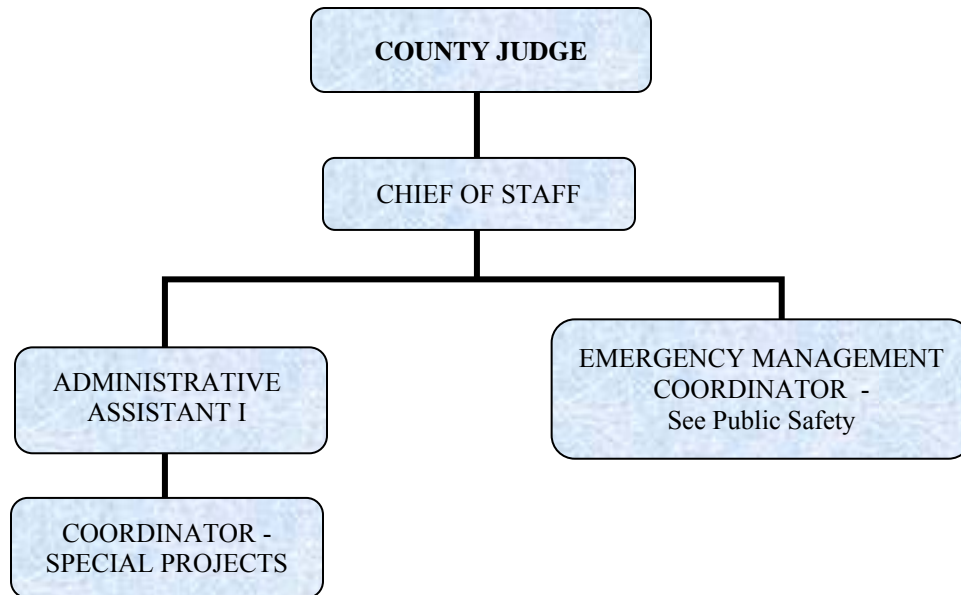 COUNTY JUDGE
CHIEF OF STAFF
ADMINISTRATIVE
ASSISTANT I
EMERGENCY MANAGEMENT
COORDINATOR -
See Public Safety
COORDINATOR -
SPECIAL PROJECTS